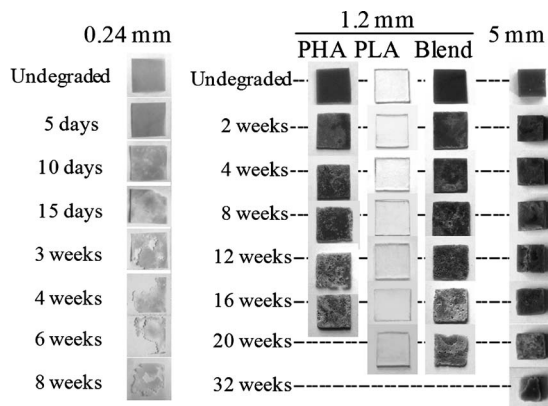 0.24 mm
Undegraded
5 days
10 days
15 days
3 weeks
4 weeks
6 weeks
8 weeks
1.2 mm
5 mm
PHA PLA Blend
Undegraded
2 weeks
4 weeks
8 weeks
12 weeks
16 weeks
20 weeks
32 weeks